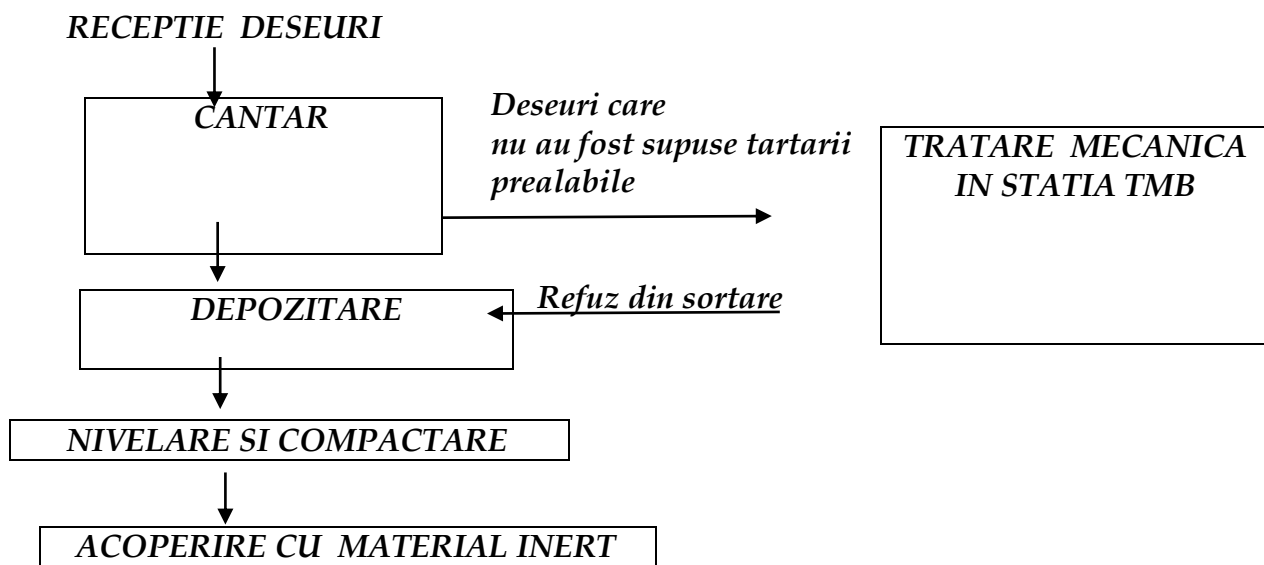 RECEPTIE DESEURI
CANTAR
Deseuri care
nu au fost supuse tartarii
prealabile
TRATARE MECANICA
IN STATIA TMB
Refuz din sortare
DEPOZITARE
NIVELARE SI COMPACTARE
ACOPERIRE CU MATERIAL INERT